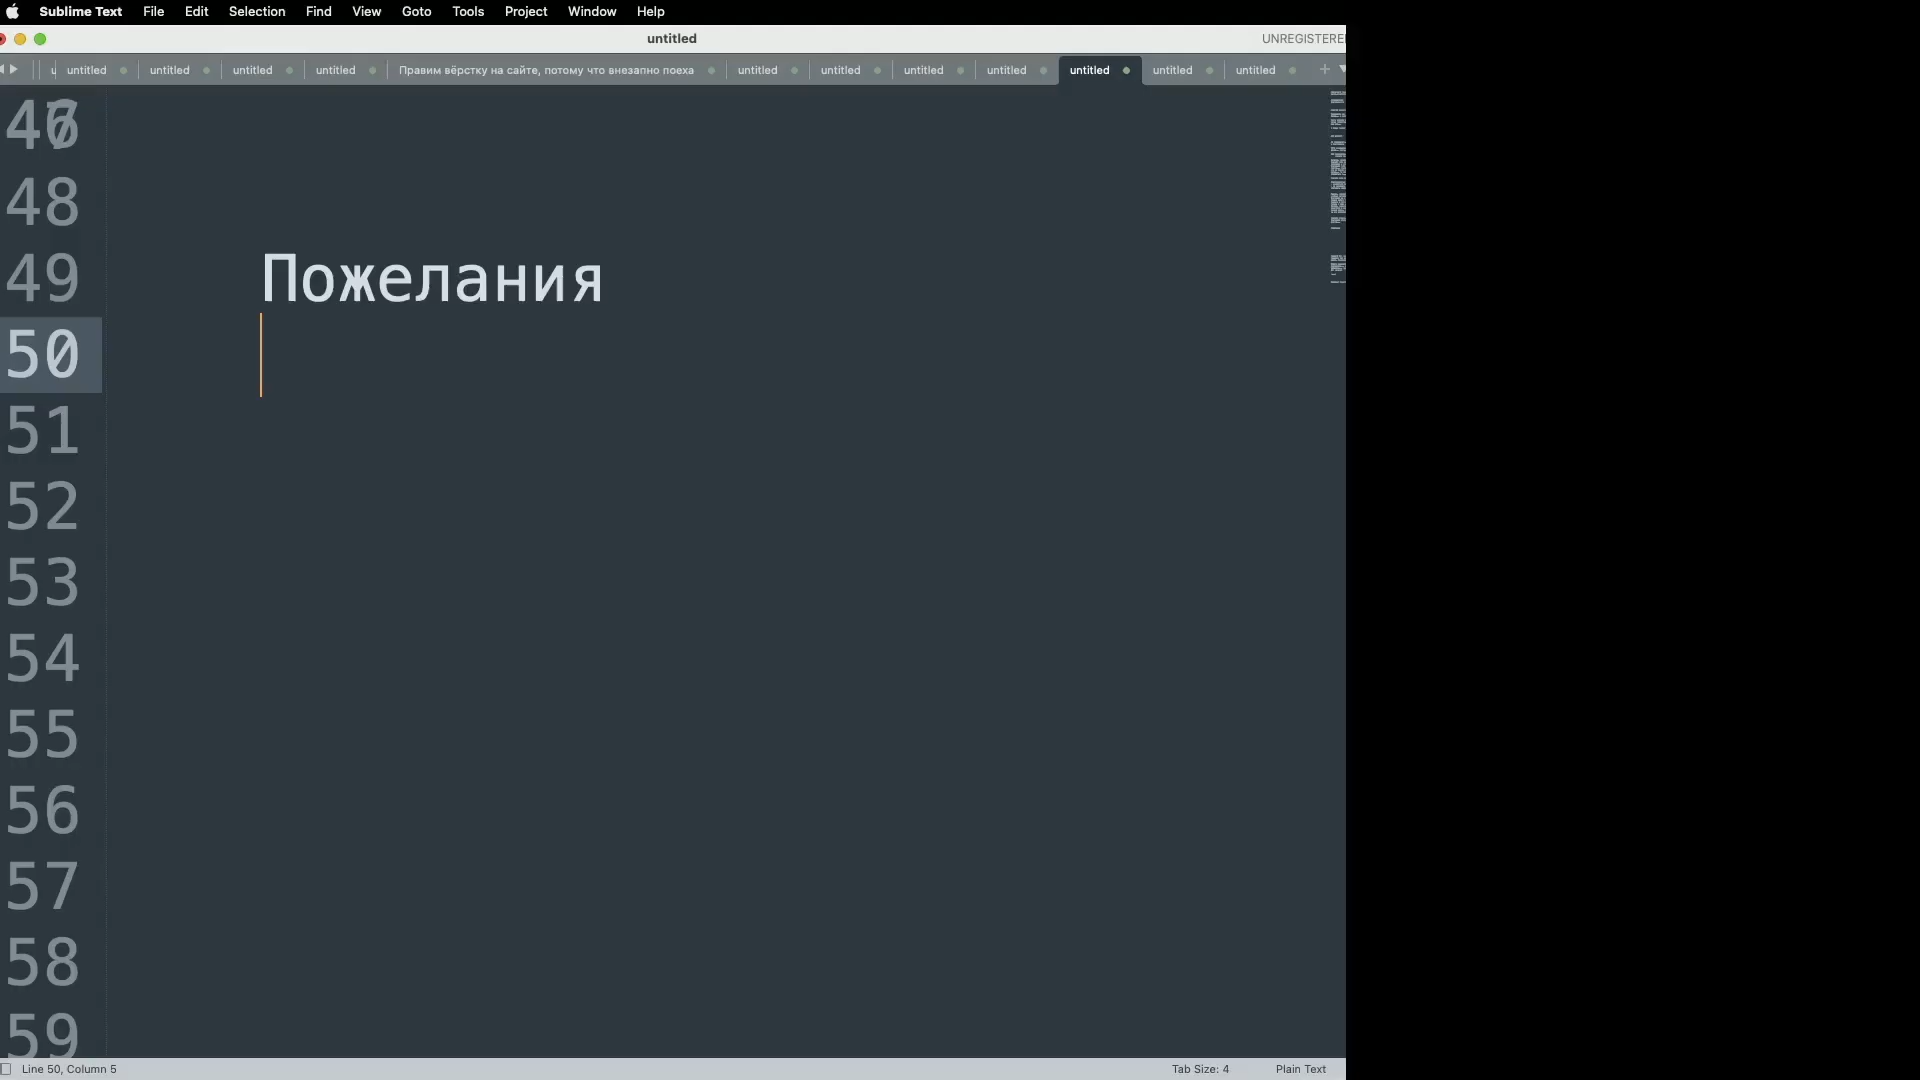 Sublime Text File Edit Selection Find View Goto Tools Project Window Help
untitled UNREGISTERE
untitled untitled untitled untitled Правим вёрстку на сайте, потому что внезапно поеха untitled untitled untitled untitled untitled untitled untitled
48
49 Пожелания
50
51
52
53
54
55
56
57
58
59
Line 50, Column 5 Tab Size: 4 Plain Text